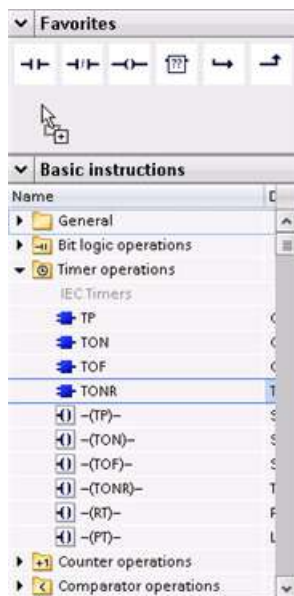 Favorites
??
Basic instructions
Name
General
Bit logic operations
Timer operations
IEC Timers
TP
TON
TOF
TONR
-(TP)-
-(TON)-
-(TOF)-
-(TONR)-
-(RT)-
-(PT)-
+1 Counter operations
Comparator operations